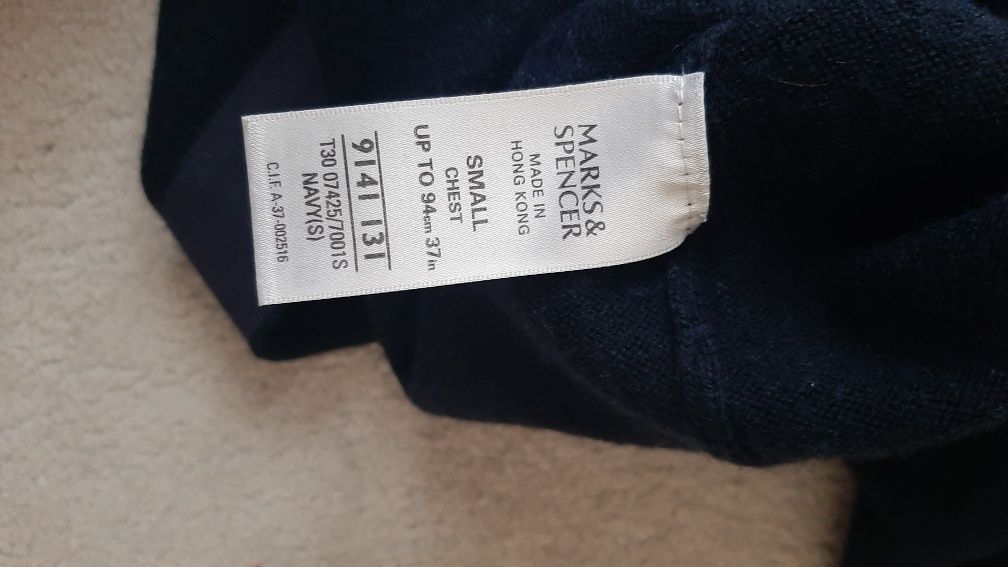 MARKS &
SPENCER
MADE IN
HONG KONG
SMALL
CHEST
UP TO 94cm 37in
9141 131
T30 07425/7001S
NAVY(S)
C.I.F. A-37-002516